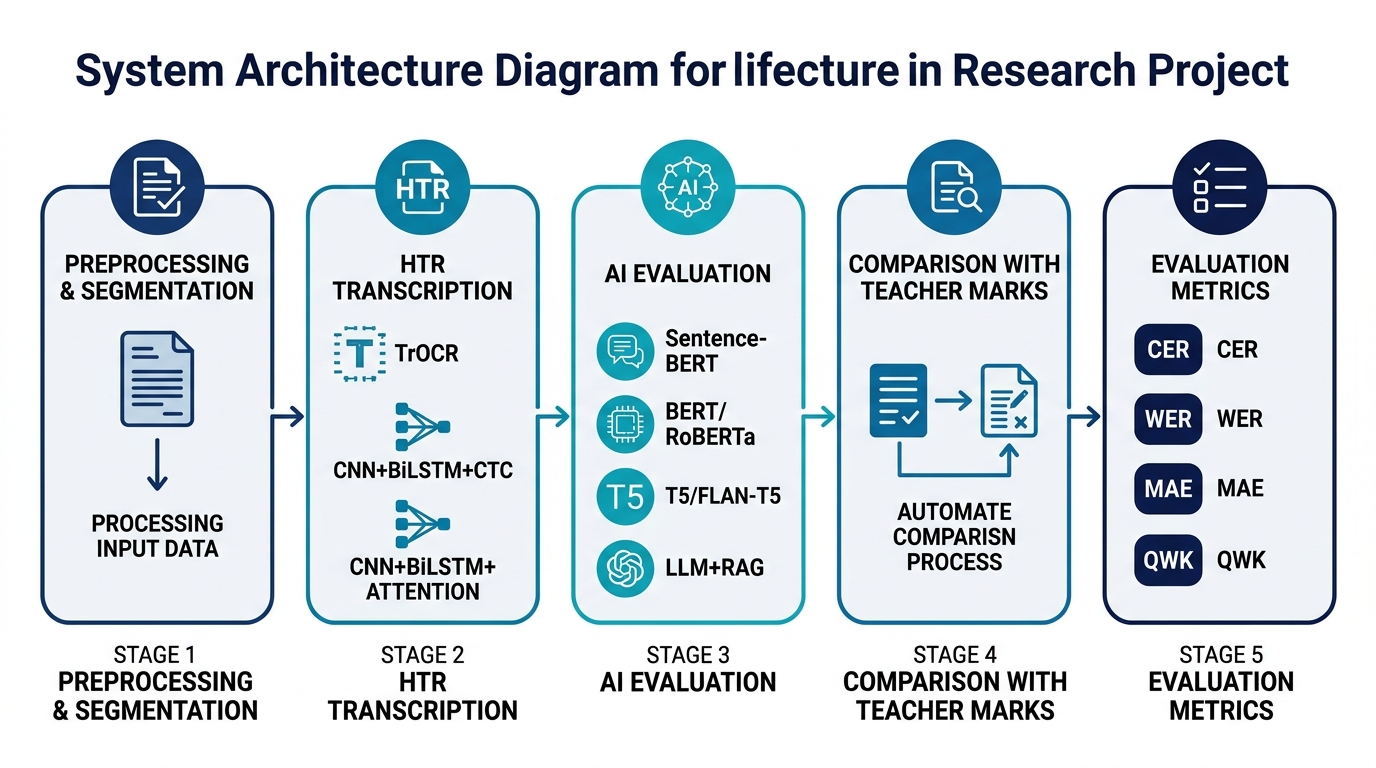 System Architecture Diagram for lifecture in Research Project
HTR
AI
PREPROCESSING
& SEGMENTATION
PROCESSING
INPUT DATA
HTR
TRANSCRIPTION
T
TrOCR
CNN+BiLSTM+CTC
CNN+BiLSTM+
ATTENTION
AI EVALUATION
Sentence-
BERT
BERT/
RoBERTa
T5
T5/FLAN-T5
LLM+RAG
COMPARISON WITH
TEACHER MARKS
AUTOMATE
COMPARISN
PROCESS
EVALUATION
METRICS
CER CER
WER WER
MAE MAE
QWK QWK
STAGE 1
PREPROCESSING
& SEGMENTATION
STAGE 2
HTR
TRANSCRIPTION
STAGE 3
AI EVALUATION
STAGE 4
COMPARISON WITH
TEACHER MARKS
STAGE 5
EVALUATION
METRICS